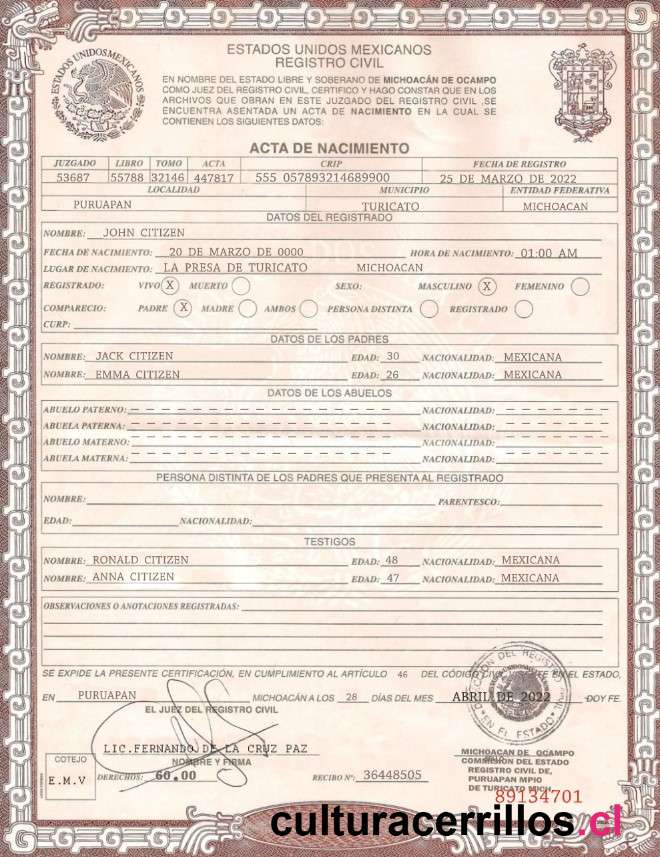 ESTADOS UNIDOS MEXICANOS
ESTADOS UNIDOS MEXICANOS
REGISTRO CIVIL
EN NOMBRE DEL ESTADO LIBRE Y SOBERANO DE MICHOACÁN DE OCAMPO
COMO JUEZ DEL REGISTRO CIVIL, CERTIFICO Y HAGO CONSTAR QUE EN LOS
ARCHIVOS QUE OBRAN EN ESTE JUZGADO DEL REGISTRO CIVIL ,SE
ENCUENTRA ASENTADA UN ACTA DE NACIMIENTO EN LA CUAL SE
CONTIENEN LOS SIGUIENTES DATOS:
ACTA DE NACIMIENTO
JUZGADO LIBRO TOMO ACTA CRIP FECHA DE REGISTRO
53687 55788 32146 447817 555 057893214689900 25 DE MARZO DE 2022
LOCALIDAD MUNICIPIO ENTIDAD FEDERATIVA
PURUAPAN TURICATO MICHOACAN
DATOS DEL REGISTRADO
NOMBRE: JOHN CITIZEN
FECHA DE NACIMIENTO: 20 DE MARZO DE 0000 HORA DE NACIMIENTO: 01:00 AM
LUGAR DE NACIMIENTO: LA PRESA DE TURICATO MICHOACAN
REGISTRADO: VIVO X MUERTO SEXO: MASCULINO X FEMENINO
COMPARECIO: PADRE X MADRE AMBOS PERSONA DISTINTA REGISTRADO
CURP:
DATOS DE LOS PADRES
NOMBRE: JACK CITIZEN EDAD: 30 NACIONALIDAD: MEXICANA
NOMBRE: EMMA CITIZEN EDAD: 26 NACIONALIDAD: MEXICANA
DATOS DE LOS ABUELOS
ABUELO PATERNO: NACIONALIDAD:
ABUELA PATERNA: NACIONALIDAD:
ABUELO MATERNO: NACIONALIDAD:
ABUELA MATERNA: NACIONALIDAD:
PERSONA DISTINTA DE LOS PADRES QUE PRESENTA AL REGISTRADO
NOMBRE: PARENTESCO:
EDAD: NACIONALIDAD:
TESTIGOS
NOMBRE: RONALD CITIZEN EDAD: 48 NACIONALIDAD: MEXICANA
NOMBRE: ANNA CITIZEN EDAD: 47 NACIONALIDAD: MEXICANA
OBSERVACIONES O ANOTACIONES REGISTRADAS:
SE EXPIDE LA PRESENTE CERTIFICACIÓN, EN CUMPLIMIENTO AL ARTÍCULO 46 DEL CÓDIGO EN EL ESTADO,
EN PURUAPAN MICHOACÁN A LOS 28 DÍAS DEL MES ABRIL DE 2022 DOY FE.
EL JUEZ DEL REGISTRO CIVIL
LIC.FERNANDO DE LA CRUZ PAZ
NOMBRE Y FIRMA
COTEJO
E.M.V
DERECHOS: 60.00 RECIBO Nº: 36448505
EN EL ESTADO
MICHOACAN DE OCAMPO
COMISION DEL ESTADO
REGISTRO CIVIL DE,
PURUAPAN MPIO
DE TURICATO MICH.
89134701
culturacerrillos.cl